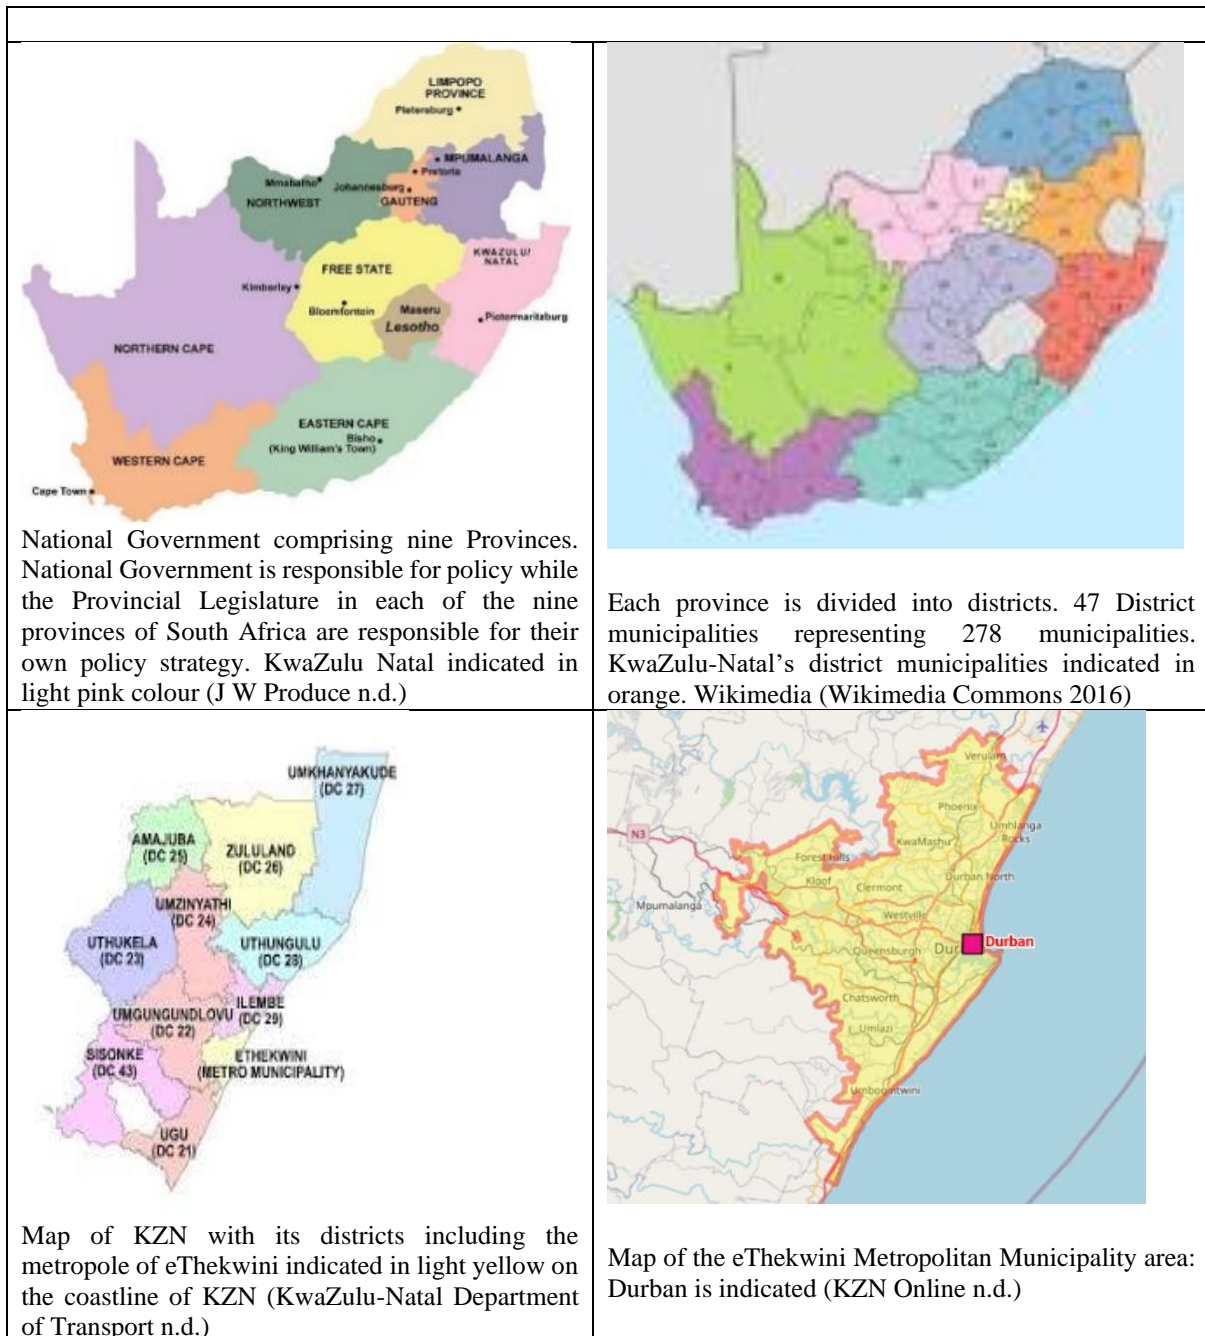 LIMPOPO
PROVINCE
Pietersburg
MPUMALANGA
Pretoria
Mmabatho
Johannesburg
NORTHWEST
GAUTENG
KWAZULU/
NATAL
FREE STATE
Kimberley
Bloemfontein
Maseru
Lesotho
Pietermaritzburg
NORTHERN CAPE
EASTERN CAPE
Bisho
(King William's Town)
WESTERN CAPE
Cape Town
National Government comprising nine Provinces.
National Government is responsible for policy while
the Provincial Legislature in each of the nine
provinces of South Africa are responsible for their
own policy strategy. KwaZulu Natal indicated in
light pink colour (J W Produce n.d.)
Each province is divided into districts. 47 District
municipalities representing 278 municipalities.
KwaZulu-Natal’s district municipalities indicated in
orange. Wikimedia (Wikimedia Commons 2016)
UMKHANYAKUDE
(DC 27)
AMAJUBA
(DC 25)
ZULULAND
(DC 26)
UMZINYATHI
(DC 24)
UTHUKELA
(DC 23)
UTHUNGULU
(DC 28)
ILEMBE
(DC 29)
UMGUNGUNDLOVU
(DC 22)
SISONKE
(DC 43)
ETHEKWINI
(METRO MUNICIPALITY)
UGU
(DC 21)
Map of KZN with its districts including the
metropole of eThekwini indicated in light yellow on
the coastline of KZN (KwaZulu-Natal Department
of Transport n.d.)
Verulam
Phoenix
Umhlanga
Rocks
N3
KwaMashu
Forest Hills
Kloof
Clermont
Durban North
Mpumalanga
Westville
Queensburgh
Durban
Chatsworth
Umlazi
Umbogintwini
Map of the eThekwini Metropolitan Municipality area:
Durban is indicated (KZN Online n.d.)